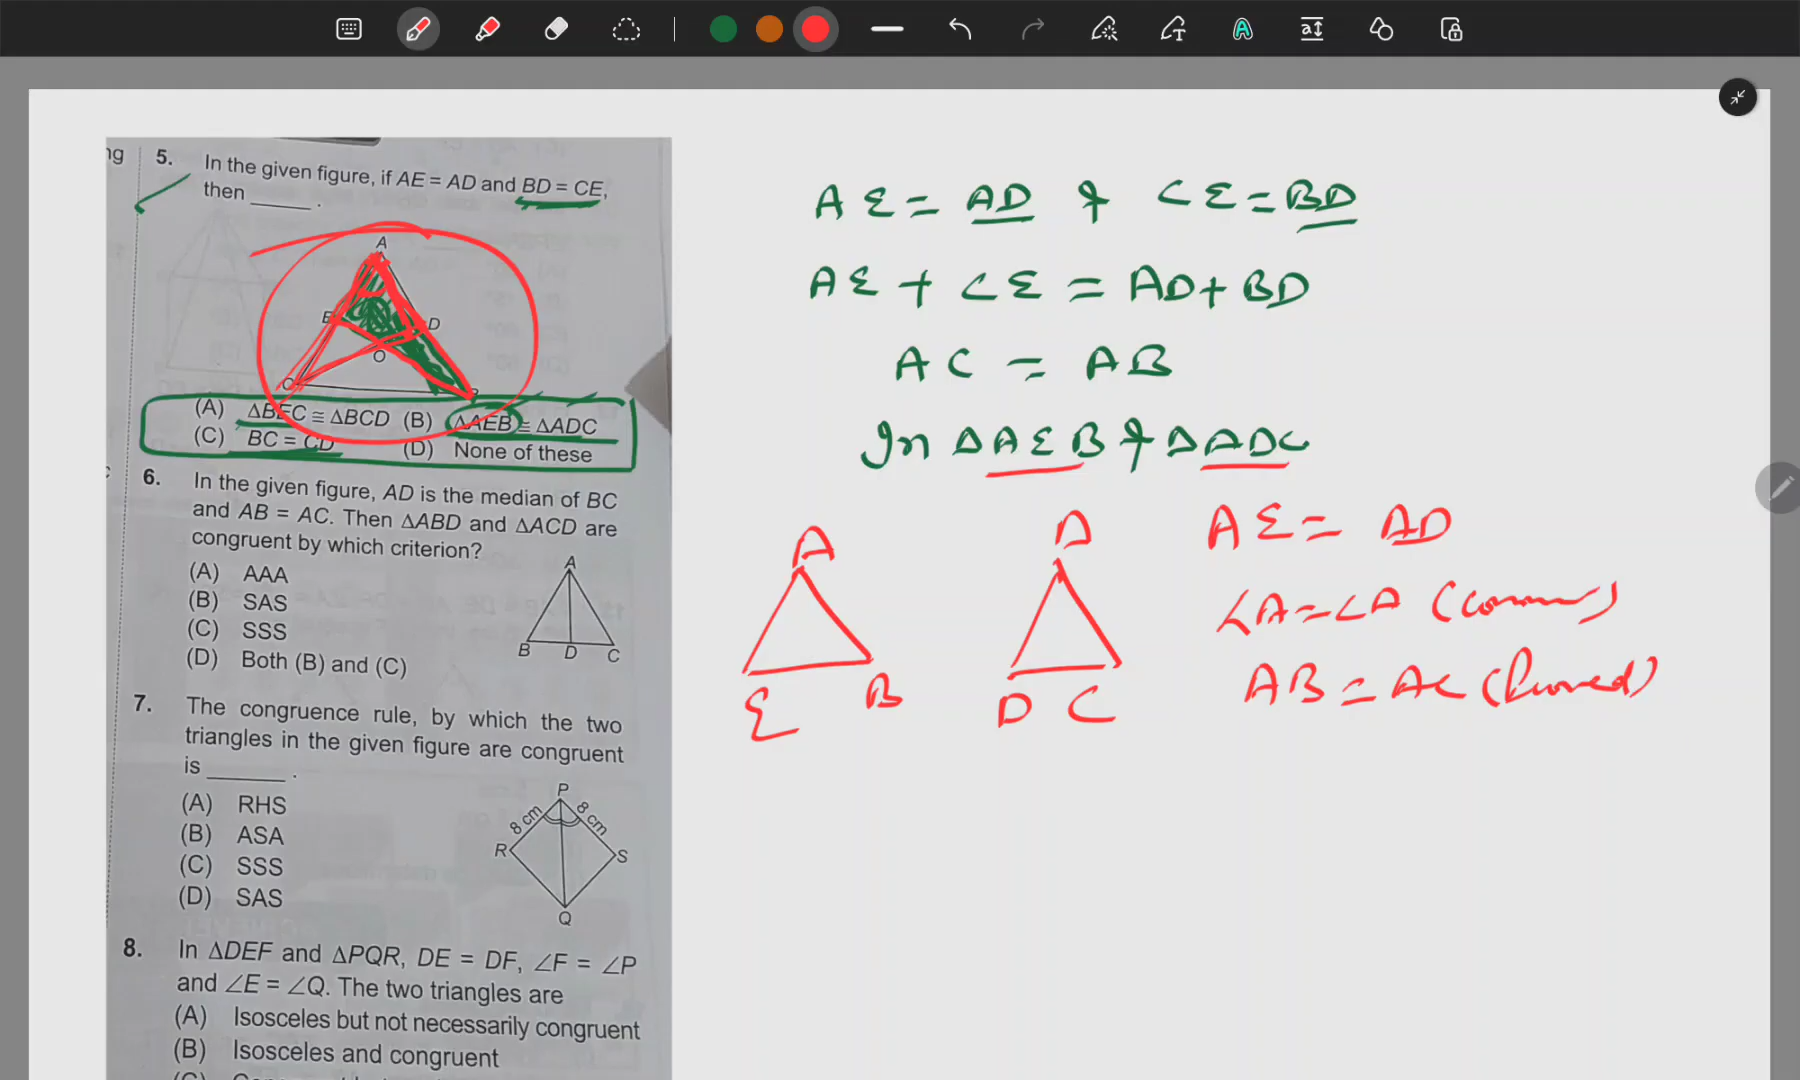 ng
5. In the given figure, if AE = AD and BD = CE,
then ______ .
A
E
D
O
C
(A) ΔBEC ≅ ΔBCD (B) ΔAEB ≅ ΔADC
(C) BC = CD (D) None of these
6. In the given figure, AD is the median of BC
and AB = AC. Then ΔABD and ΔACD are
congruent by which criterion?
(A) AAA
(B) SAS
(C) SSS
(D) Both (B) and (C)
A
B D C
7. The congruence rule, by which the two
triangles in the given figure are congruent
is ______ .
(A) RHS
(B) ASA
(C) SSS
(D) SAS
P
8 cm 8 cm
R S
Q
8. In ΔDEF and ΔPQR, DE = DF, ∠F = ∠P
and ∠E = ∠Q. The two triangles are
(A) Isosceles but not necessarily congruent
(B) Isosceles and congruent
AE = AD & CE = BD
AE + CE = AD + BD
AC = AB
In ΔAEB & ΔADC
A
E B
A
D C
AE = AD
∠A = ∠A (common)
AB = AC (Proved)